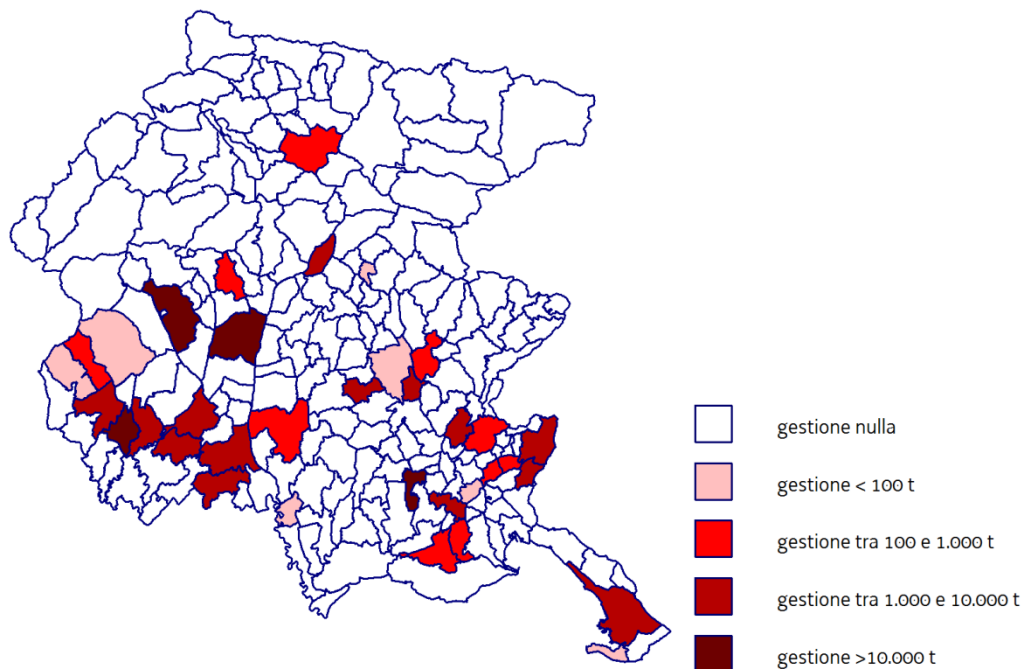 gestione nulla
gestione < 100 t
gestione tra 100 e 1.000 t
gestione tra 1.000 e 10.000 t
gestione >10.000 t